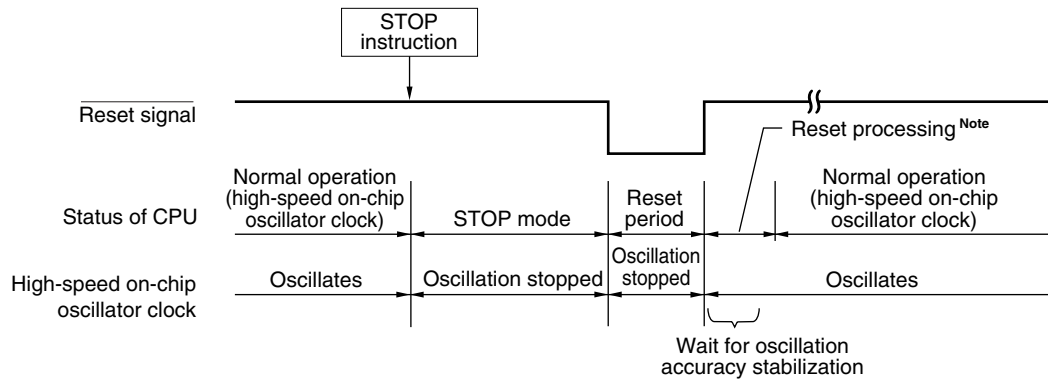 STOP
instruction
Reset signal
Reset processing Note
Status of CPU
Normal operation
(high-speed on-chip
oscillator clock)
STOP mode
Reset
period
Normal operation
(high-speed on-chip
oscillator clock)
High-speed on-chip
oscillator clock
Oscillates
Oscillation stopped
Oscillation
stopped
Oscillates
Wait for oscillation
accuracy stabilization